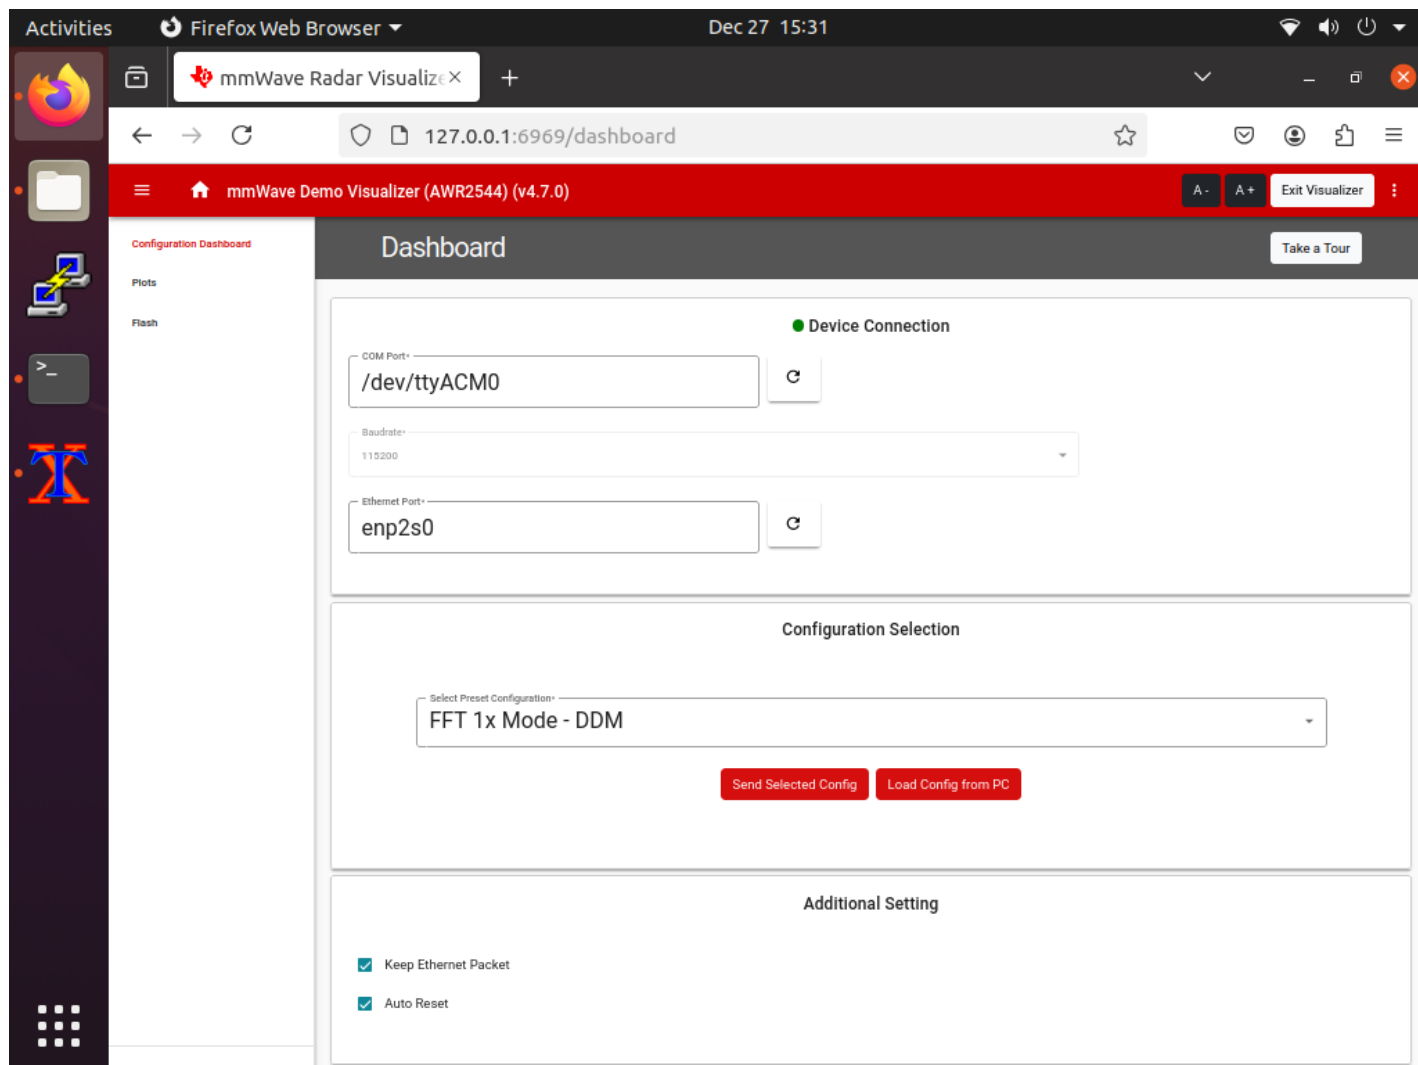 Activities
Firefox Web Browser
Dec 27 15:31
mmWave Radar Visualize
127.0.0.1:6969/dashboard
mmWave Demo Visualizer (AWR2544) (v4.7.0)
A -
A +
Exit Visualizer
Configuration Dashboard
Plots
Flash
Dashboard
Take a Tour
Device Connection
COM Port*
/dev/ttyACM0
Baudrate*
115200
Ethernet Port*
enp2s0
Configuration Selection
Select Preset Configuration*
FFT 1x Mode - DDM
Send Selected Config
Load Config from PC
Additional Setting
Keep Ethernet Packet
Auto Reset